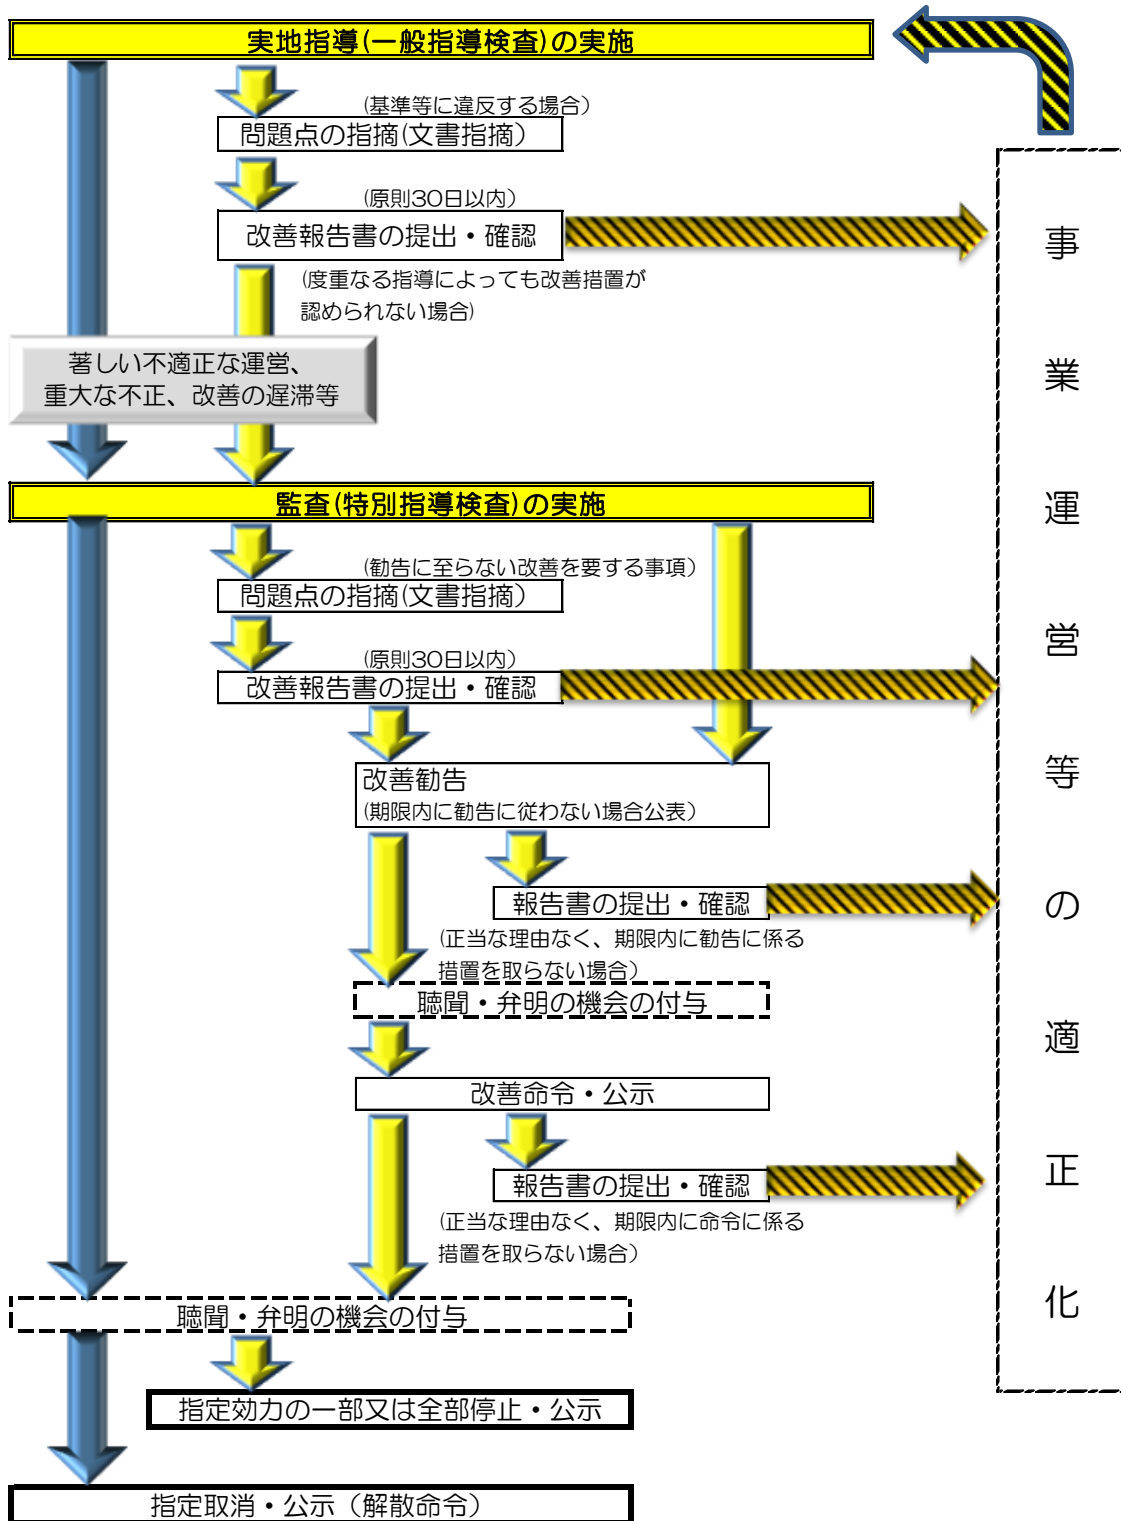 実地指導(一般指導検査)の実施
(基準等に違反する場合)
問題点の指摘(文書指摘)
(原則30日以内)
改善報告書の提出・確認
(度重なる指導によっても改善措置が
認められない場合)
著しい不適正な運営、
重大な不正、改善の遅滞等
監査(特別指導検査)の実施
(勧告に至らない改善を要する事項)
問題点の指摘(文書指摘)
(原則30日以内)
改善報告書の提出・確認
改善勧告
(期限内に勧告に従わない場合公表)
報告書の提出・確認
(正当な理由なく、期限内に勧告に係る
措置を取らない場合)
聴聞・弁明の機会の付与
改善命令・公示
報告書の提出・確認
(正当な理由なく、期限内に命令に係る
措置を取らない場合)
聴聞・弁明の機会の付与
指定効力の一部又は全部停止・公示
指定取消・公示(解散命令)
事業運営等の適正化